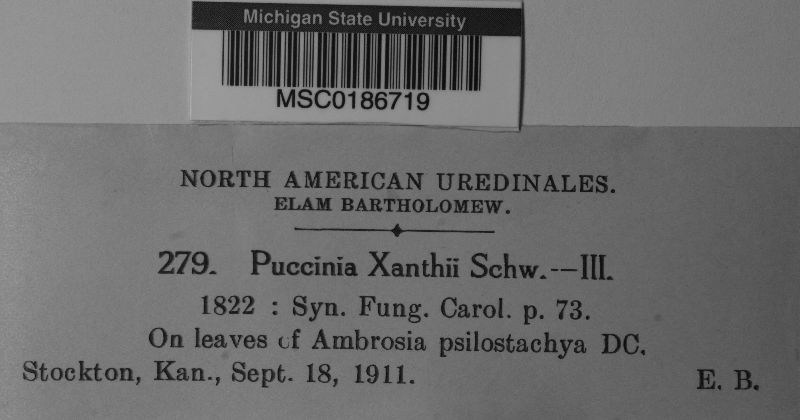 Michigan State University
MSC0186719
NORTH AMERICAN UREDINALES.
ELAM BARTHOLOMEW.
279. Puccinia Xanthii Schw.--III.
1822 : Syn. Fung. Carol. p. 73.
On leaves of Ambrosia psilostachya DC.
Stockton, Kan., Sept. 18, 1911. E. B.